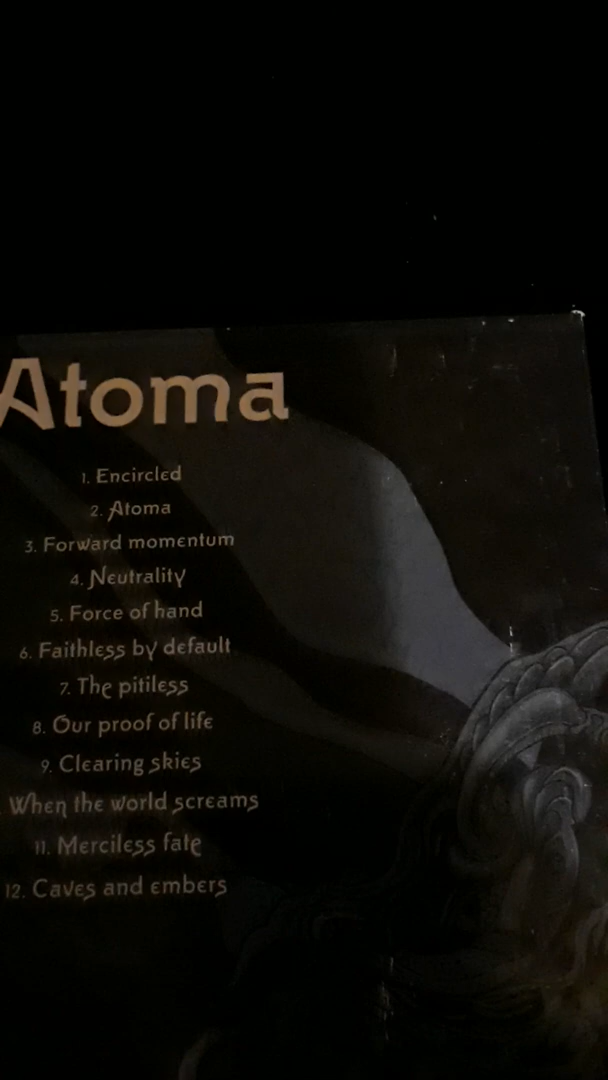 Atoma
1. Encircled
2. Atoma
3. Forward momentum
4. Neutrality
5. Force of hand
6. Faithless by default
7. The pitiless
8. Our proof of life
9. Clearing skies
When the world screams
11. Merciless fate
12. Caves and embers